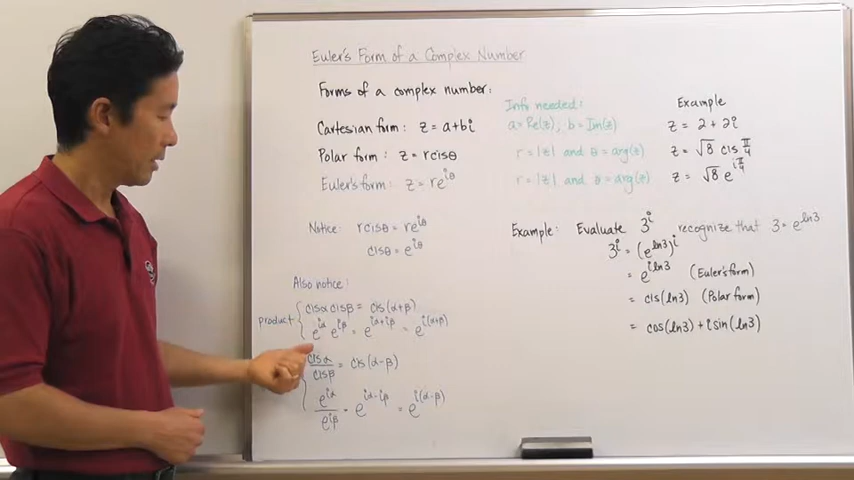 Euler's Form of a Complex Number
Forms of a complex number:
Cartesian form: z = a+bi
Polar form: z = rcisθ
Euler's form: z = re^{iθ}
Info needed:
a = Re(z); b = Im(z)
r = |z| and θ = arg(z)
r = |z| and θ = arg(z)
Example
z = 2 + 2i
z = √8 cis π/4
z = √8 e^{iπ/4}
Notice: rcisθ = re^{iθ}
cisθ = e^{iθ}
Also notice:
product
cisα cisβ = cis(α+β)
e^{iα} e^{iβ} = e^{iα+iβ} = e^{i(α+β)}
cisα/cisβ = cis(α-β)
e^{iα}/e^{iβ} = e^{iα-iβ} = e^{i(α-β)}
Example: Evaluate 3^i recognize that 3 = e^{ln3}
3^i = (e^{ln3})^i
= e^{iln3} (Euler's form)
= cis(ln3) (Polar form)
= cos(ln3) + isin(ln3)